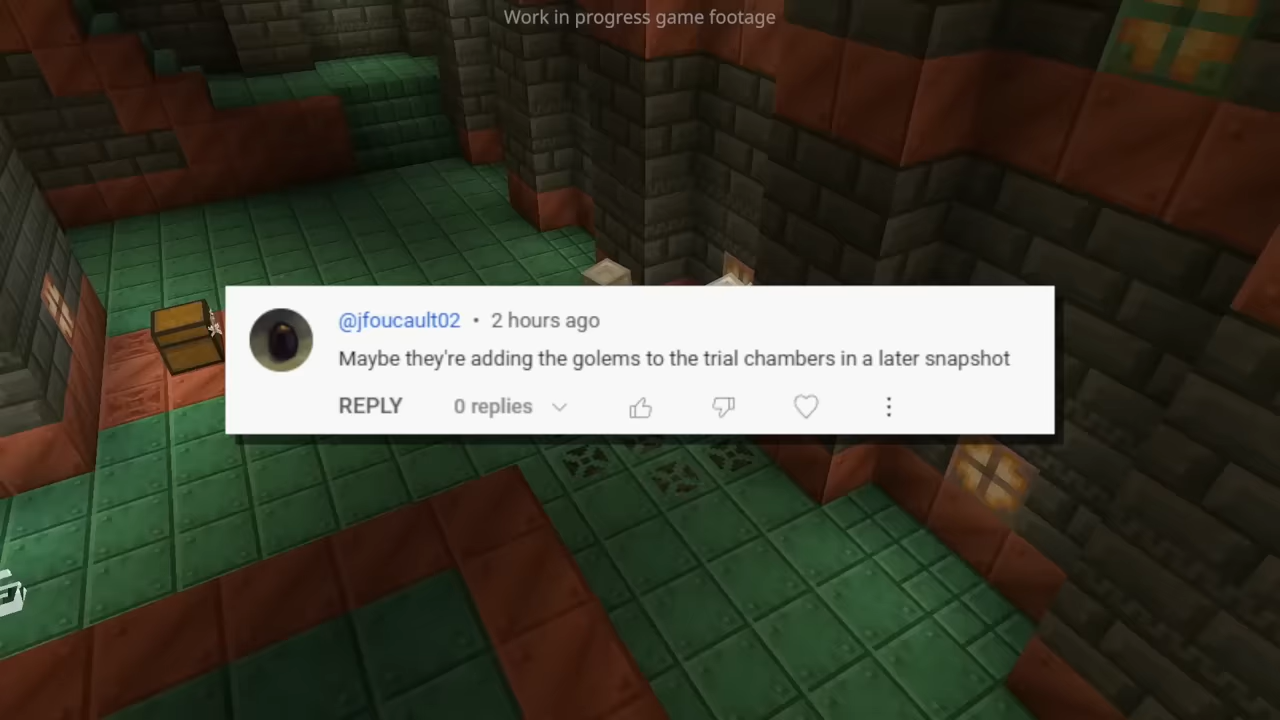 Work in progress game footage
@jfoucault02 • 2 hours ago
Maybe they're adding the golems to the trial chambers in a later snapshot
REPLY 0 replies